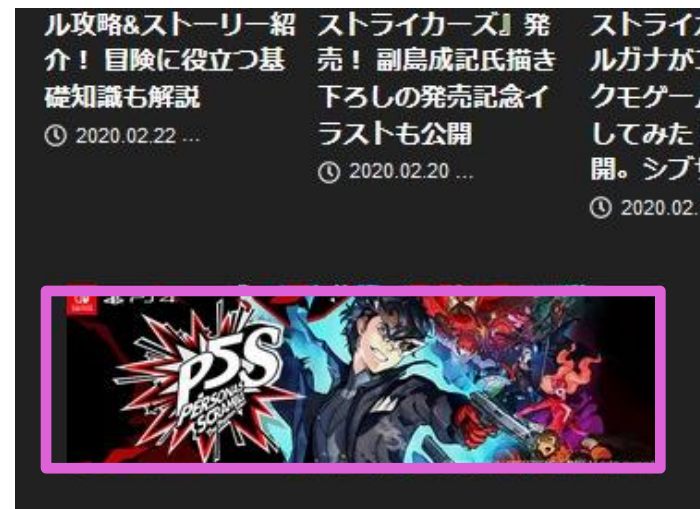 ル攻略&ストーリー紹
介！ 冒険に役立つ基
礎知識も解説
2020.02.22 ...
ストライカーズ』発
売！ 副島成記氏描き
下ろしの発売記念イ
ラストも公開
2020.02.20 ...
ストライ
ルガナが
クモゲー
してみた
開。シブ
2020.02.
P5S
PERSONA5
SCRAMBLE